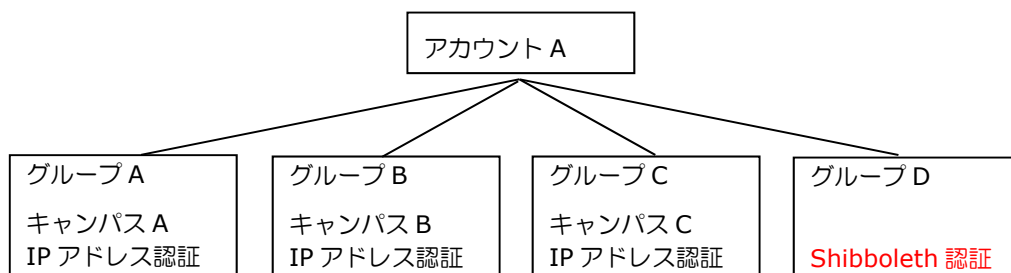 アカウント A
グループ A
キャンパス A
IP アドレス認証
グループ B
キャンパス B
IP アドレス認証
グループ C
キャンパス C
IP アドレス認証
グループ D
Shibboleth 認証